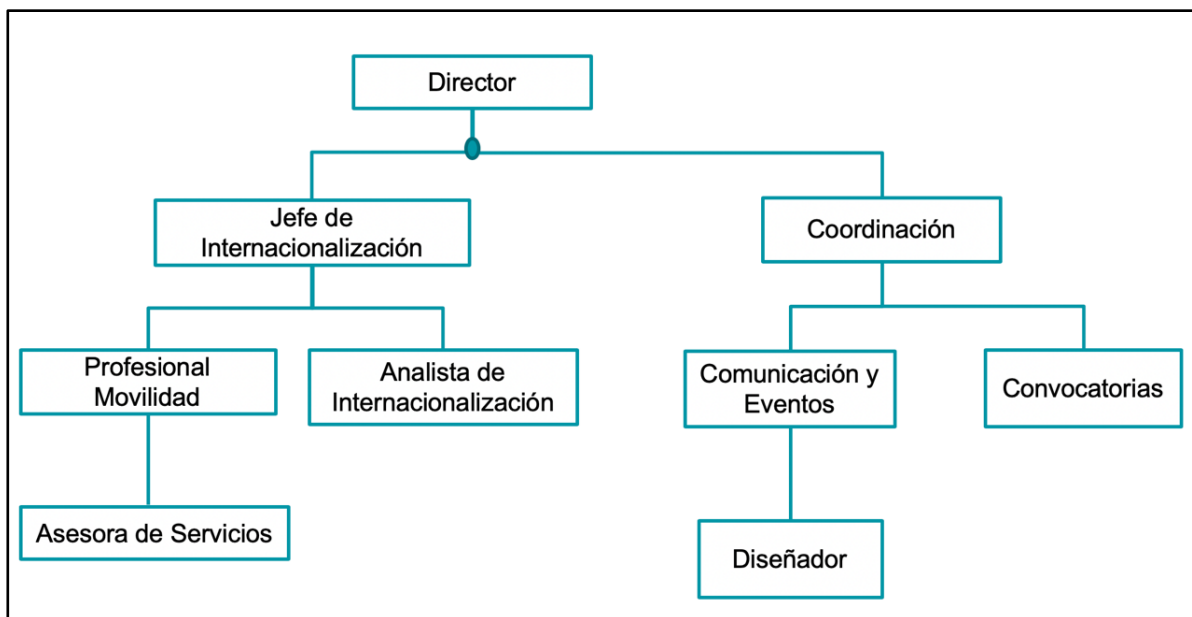 Director
Jefe de
Internacionalización
Coordinación
Profesional
Movilidad
Analista de
Internacionalización
Comunicación y
Eventos
Convocatorias
Asesora de Servicios
Diseñador